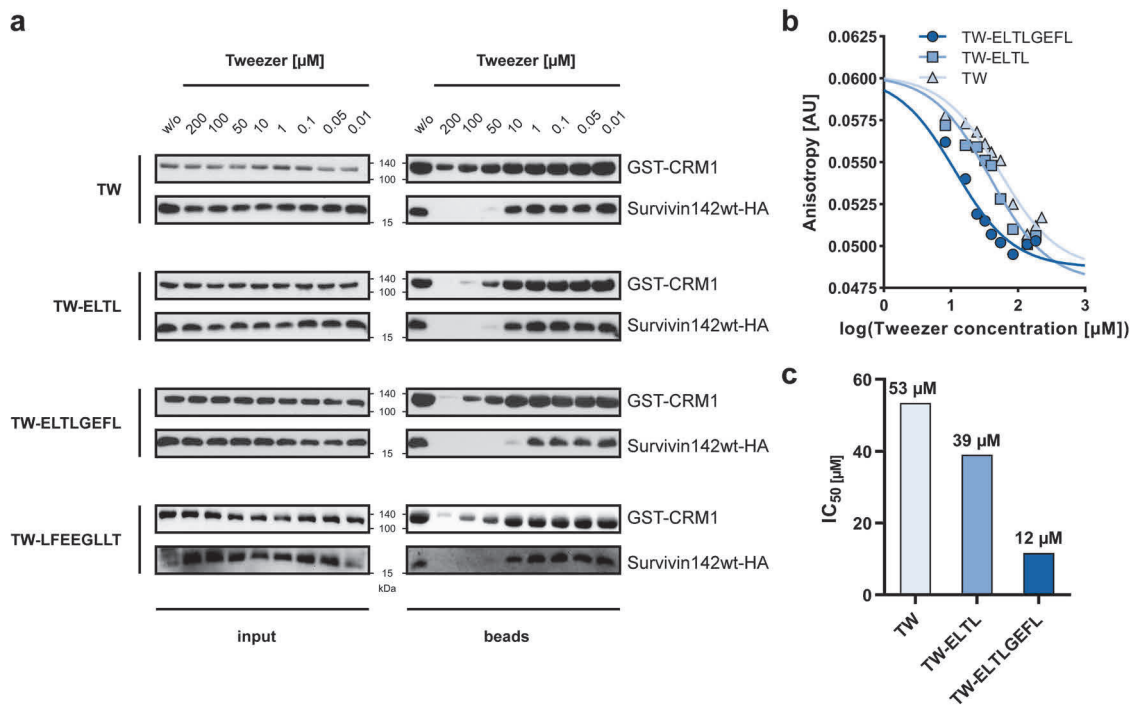 a
Tweezer [µM]
Tweezer [µM]
w/o 200 100 50 10 1 0.1 0.05 0.01
w/o 200 100 50 10 1 0.1 0.05 0.01
TW
140
100
15
GST-CRM1
Survivin142wt-HA
TW-ELTL
140
100
15
GST-CRM1
Survivin142wt-HA
TW-ELTLGEFL
140
100
15
GST-CRM1
Survivin142wt-HA
TW-LFEEGLLT
140
100
15
kDa
GST-CRM1
Survivin142wt-HA
input
beads
b
Anisotropy [AU]
0.0625
0.0600
0.0575
0.0550
0.0525
0.0500
0.0475
TW-ELTLGEFL
TW-ELTL
TW
0 1 2 3
log(Tweezer concentration [µM])
c
IC50 [µM]
60
40
20
0
53 µM
39 µM
12 µM
TW
TW-ELTL
TW-ELTLGEFL